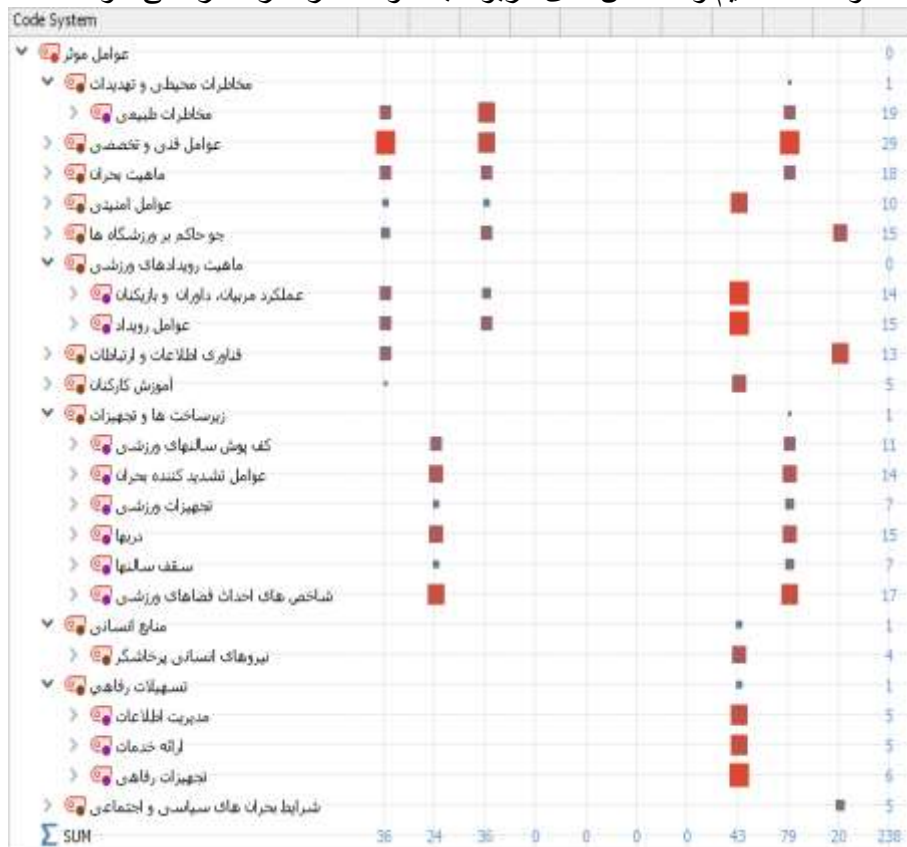 Code System
عوامل موثر 0
مخاطرات محیطی و تهدیدات 1
مخاطرات طبیعی 19
عوامل فنی و تخصصی 29
ماهیت بحران 18
عوامل امنیتی 10
جو حاکم بر ورزشگاه ها 15
ماهیت رویدادهای ورزشی 0
عملکرد مربیان، داوران و بازیکنان 14
عوامل رویداد 15
فناوری اطلاعات و ارتباطات 13
آموزش کارکنان 5
زیرساخت ها و تجهیزات 1
کف پوش سالنهای ورزشی 11
عوامل تشدید کننده بحران 14
تجهیزات ورزشی 7
دربها 15
سقف سالنها 7
شاخص های احداث فضاهای ورزشی 17
منابع انسانی 1
نیروهای انسانی پرخاشگر 4
تسهیلات رفاهی 1
مدیریت اطلاعات 5
ارائه خدمات 5
تجهیزات رفاهی 6
شرایط بحران های سیاسی و اجتماعی 5
∑ SUM 36 24 36 0 0 0 0 43 79 20 238